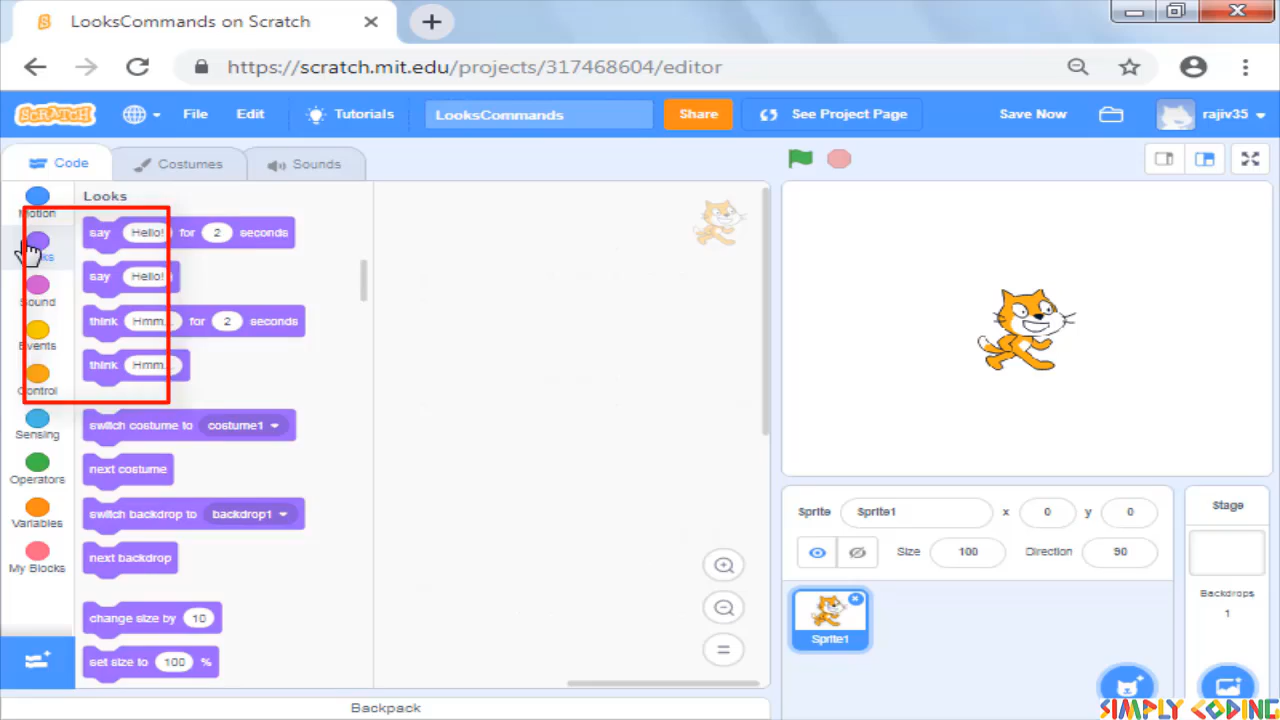 LooksCommands on Scratch
https://scratch.mit.edu/projects/317468604/editor
SCRATCH File Edit Tutorials LooksCommands Share See Project Page Save Now rajiv35
Code Costumes Sounds
Motion
Sound
Events
Control
Sensing
Operators
Variables
My Blocks
Looks
say Hello! for 2 seconds
say Hello!
think Hmm... for 2 seconds
think Hmm...
switch costume to costume1
next costume
switch backdrop to backdrop1
next backdrop
change size by 10
set size to 100 %
Sprite Sprite1 x 0 y 0
Size 100 Direction 90
Sprite1
Stage
Backdrops
1
Backpack
SIMPLY CODING